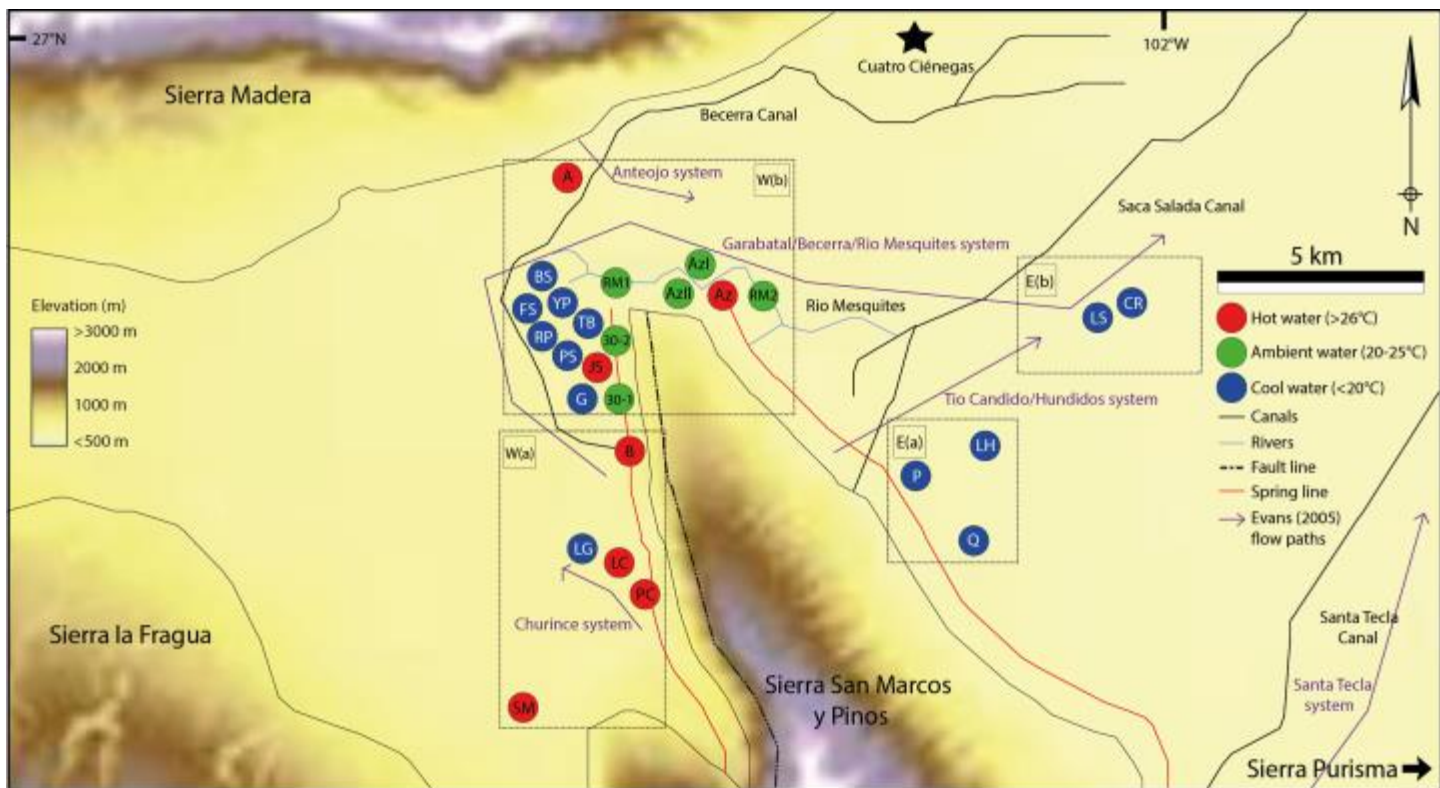 27°N
102°W
Cuatro Ciénegas
Sierra Madera
Becerra Canal
Anteojo system
W(b)
A
Saca Salada Canal
N
Garabatal/Becerra/Rio Mesquites system
5 km
E(b)
BS
RM1
AzI
AzII
Az
RM2
Rio Mesquites
LS
CR
FS
YP
TB
RP
30-2
PS
JS
G
30-1
Elevation (m)
>3000 m
2000 m
1000 m
<500 m
Hot water (>26°C)
Ambient water (20-25°C)
Cool water (<20°C)
Canals
Rivers
Fault line
Spring line
Evans (2005)
flow paths
Tio Candido/Hundidos system
W(a)
B
E(a)
LH
P
Q
LG
LC
PC
Churince system
SM
Sierra la Fragua
Sierra San Marcos
y Pinos
Santa Tecla
Canal
Santa Tecla
system
Sierra Purisma